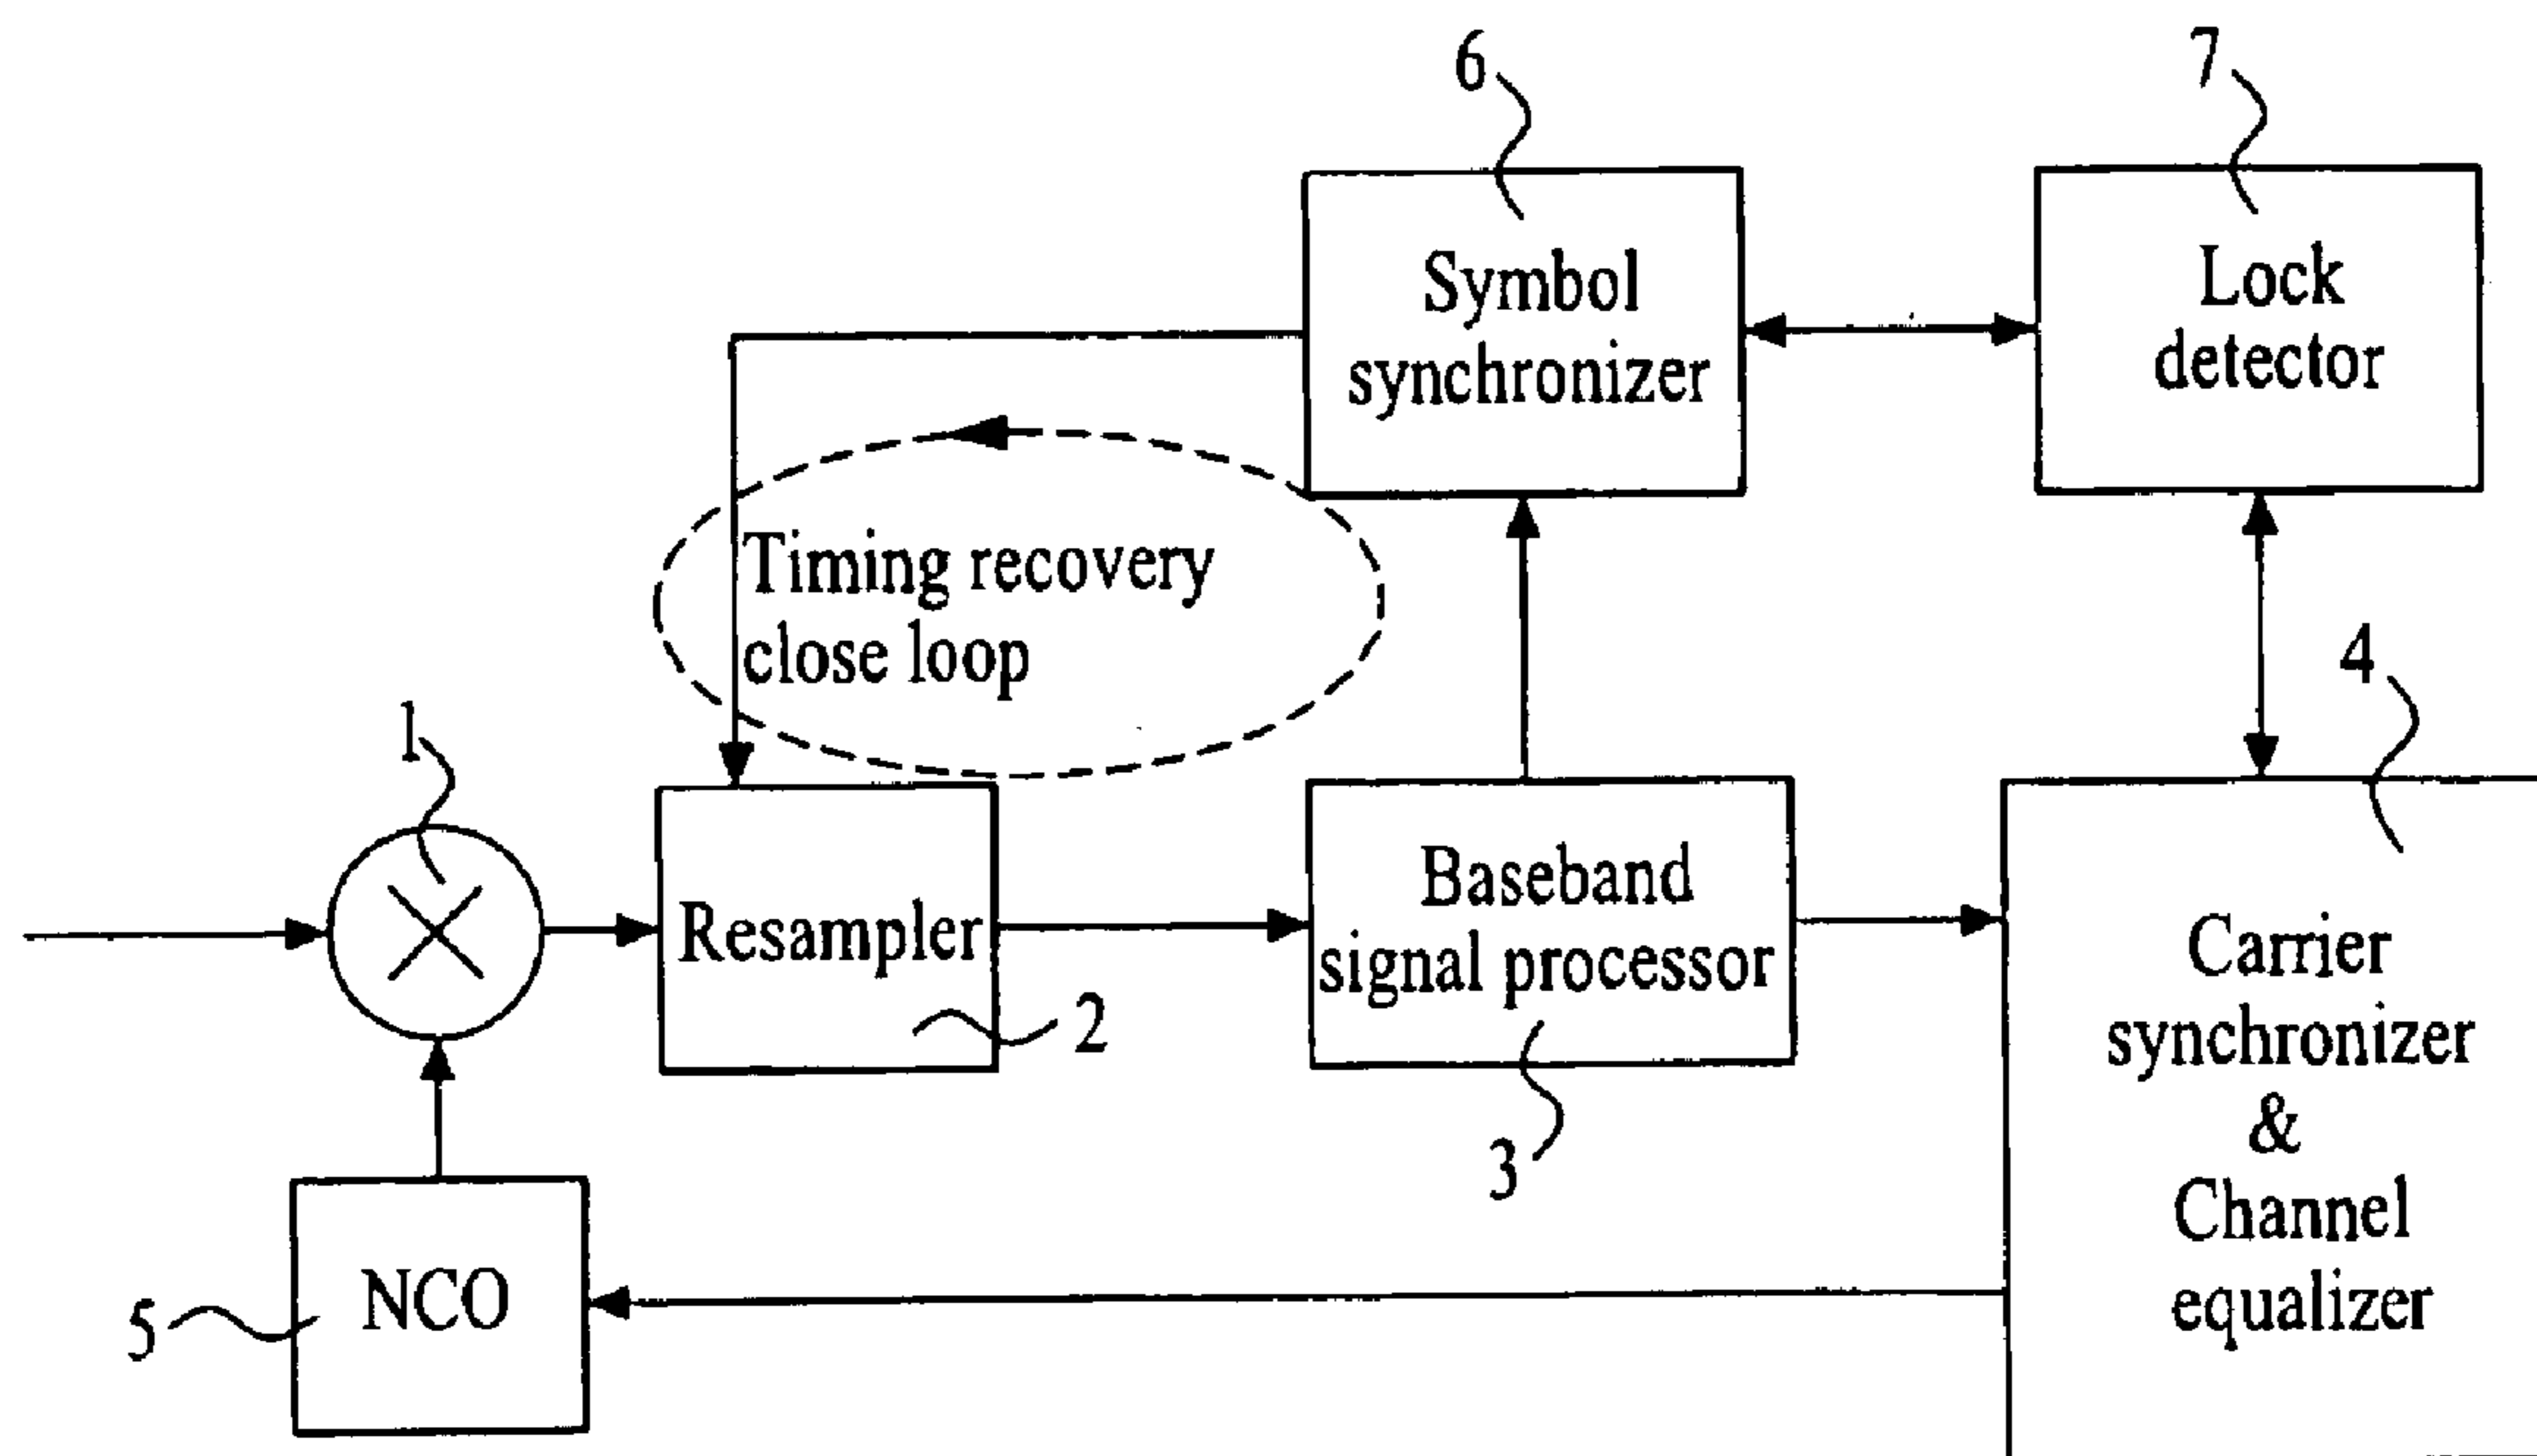 6
7
Symbol
synchronizer
Lock
detector
Timing recovery
close loop
4
1
Resampler
2
Baseband
signal processor
3
Carrier
synchronizer
&
Channel
equalizer
NCO
5